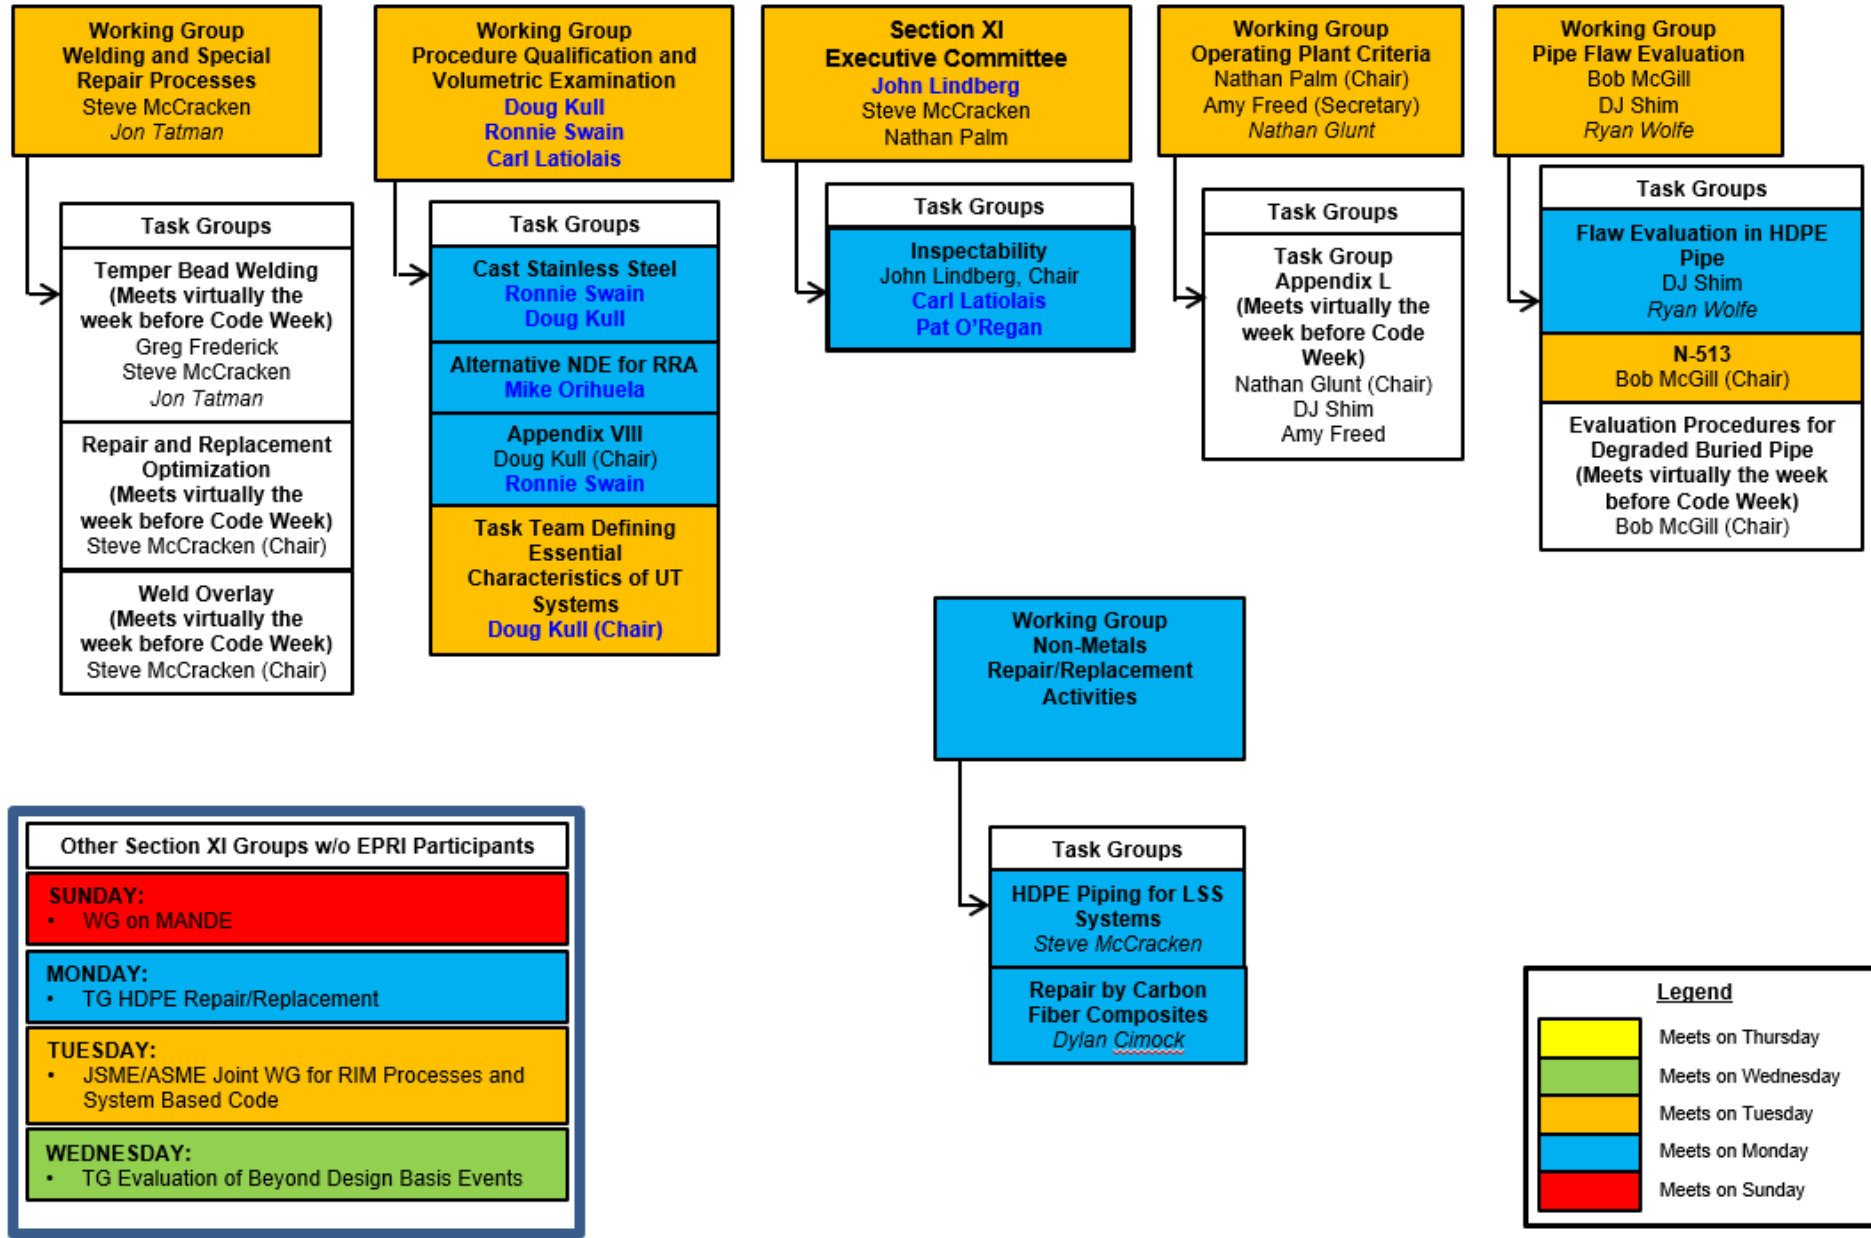 Working Group
Welding and Special
Repair Processes
Steve McCracken
Jon Tatman
Task Groups
Temper Bead Welding
(Meets virtually the
week before Code Week)
Greg Frederick
Steve McCracken
Jon Tatman
Repair and Replacement
Optimization
(Meets virtually the
week before Code Week)
Steve McCracken (Chair)
Weld Overlay
(Meets virtually the
week before Code Week)
Steve McCracken (Chair)
Working Group
Procedure Qualification and
Volumetric Examination
Doug Kull
Ronnie Swain
Carl Latiolais
Task Groups
Cast Stainless Steel
Ronnie Swain
Doug Kull
Alternative NDE for RRA
Mike Orihuela
Appendix VIII
Doug Kull (Chair)
Ronnie Swain
Task Team Defining
Essential
Characteristics of UT
Systems
Doug Kull (Chair)
Section XI
Executive Committee
John Lindberg
Steve McCracken
Nathan Palm
Task Groups
Inspectability
John Lindberg, Chair
Carl Latiolais
Pat O'Regan
Working Group
Operating Plant Criteria
Nathan Palm (Chair)
Amy Freed (Secretary)
Nathan Glunt
Task Groups
Task Group
Appendix L
(Meets virtually the
week before Code
Week)
Nathan Glunt (Chair)
DJ Shim
Amy Freed
Working Group
Pipe Flaw Evaluation
Bob McGill
DJ Shim
Ryan Wolfe
Task Groups
Flaw Evaluation in HDPE
Pipe
DJ Shim
Ryan Wolfe
N-513
Bob McGill (Chair)
Evaluation Procedures for
Degraded Buried Pipe
(Meets virtually the week
before Code Week)
Bob McGill (Chair)
Working Group
Non-Metals
Repair/Replacement
Activities
Task Groups
HDPE Piping for LSS
Systems
Steve McCracken
Repair by Carbon
Fiber Composites
Dylan Cimock
Other Section XI Groups w/o EPRI Participants
SUNDAY:
• WG on MANDE
MONDAY:
• TG HDPE Repair/Replacement
TUESDAY:
• JSME/ASME Joint WG for RIM Processes and
System Based Code
WEDNESDAY:
• TG Evaluation of Beyond Design Basis Events
Legend
Meets on Thursday
Meets on Wednesday
Meets on Tuesday
Meets on Monday
Meets on Sunday